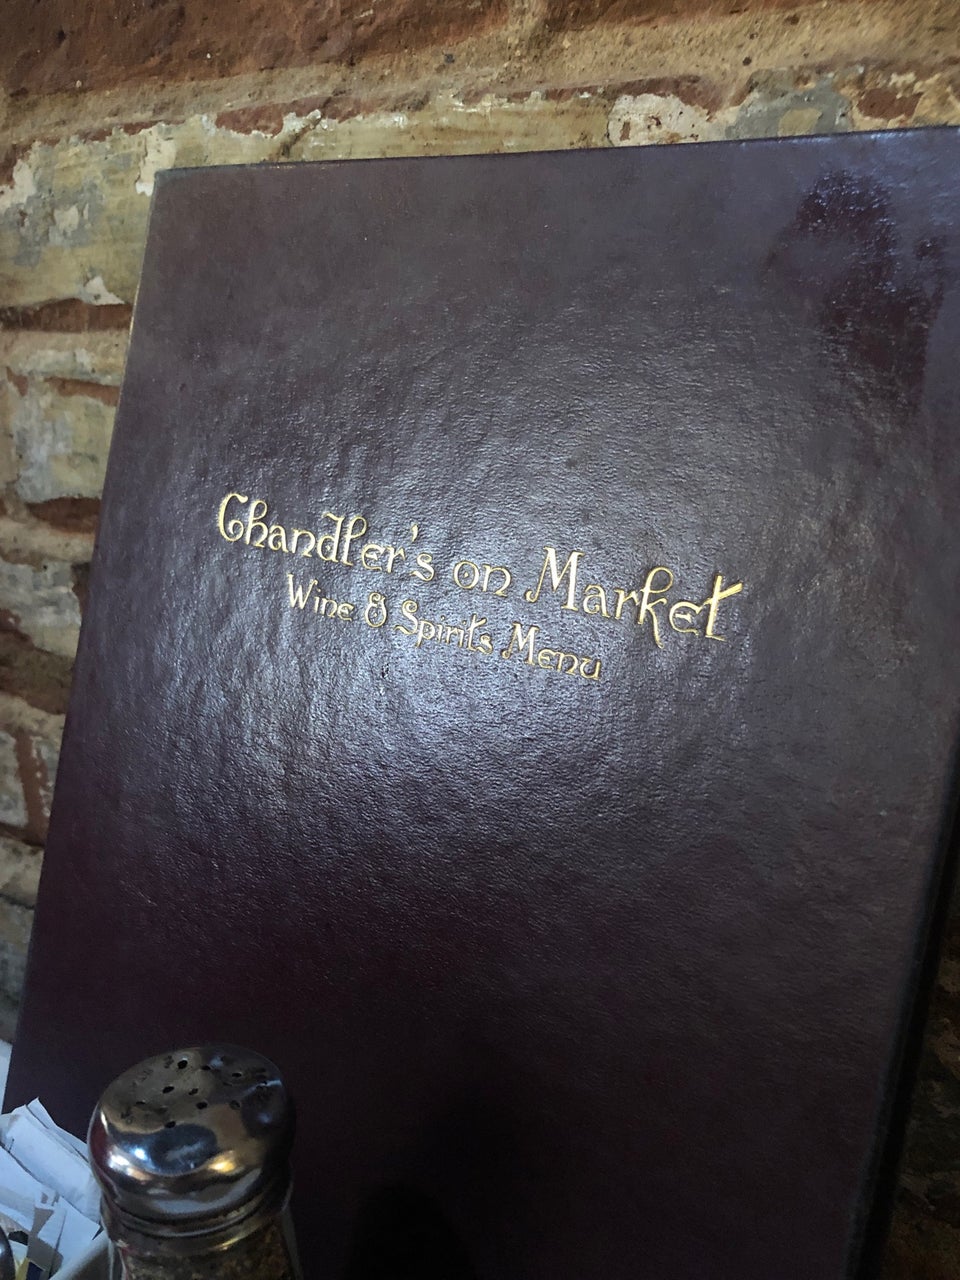 Chandler's on Market
Wine & Spirits Menu